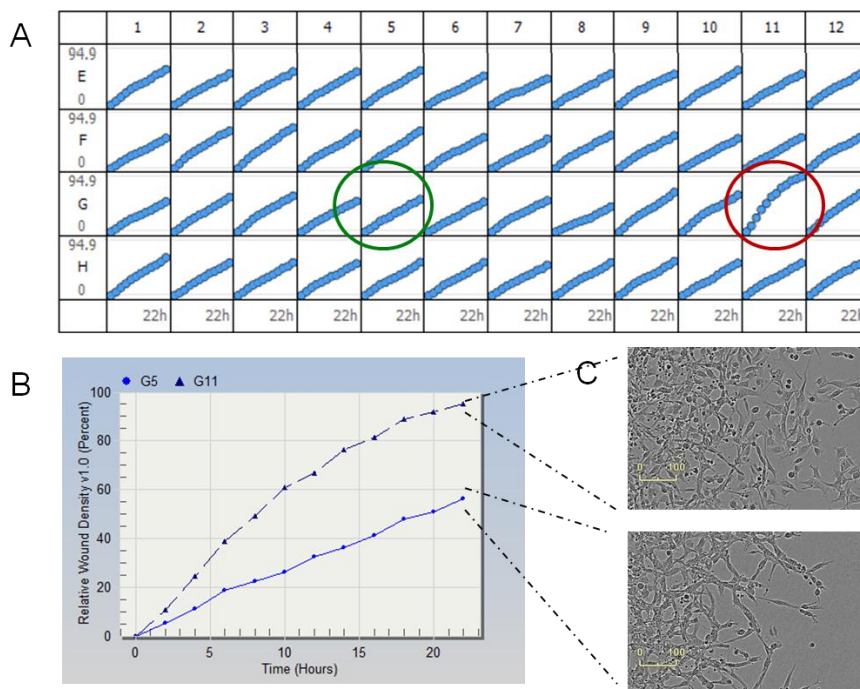 A
1 2 3 4 5 6 7 8 9 10 11 12
94.9
E
0
94.9
F
0
94.9
G
0
94.9
H
0
22h 22h 22h 22h 22h 22h 22h 22h 22h 22h 22h 22h
B
G5 G11
Relative Wound Density v1.0 (Percent)
100
80
60
40
20
0
0 5 10 15 20
Time (Hours)
C
100
100